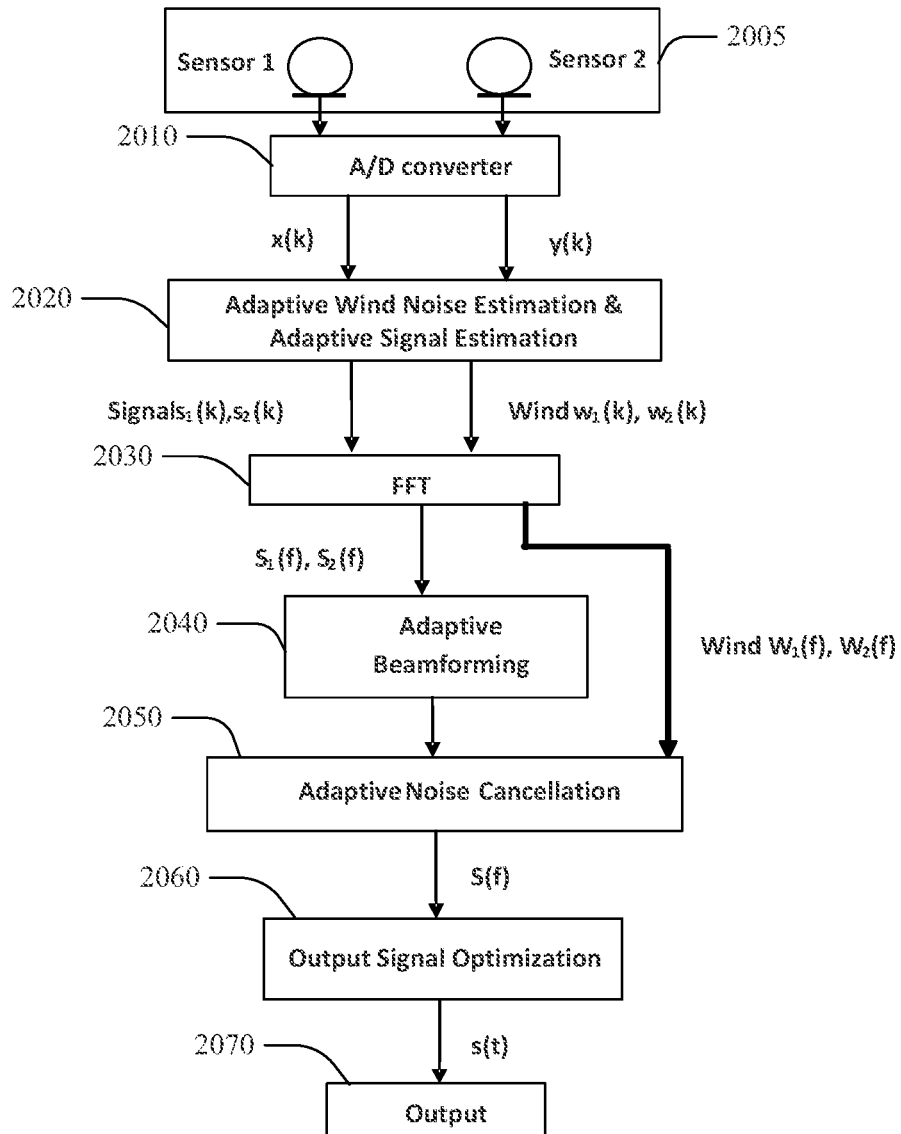 2005
Sensor 1
Sensor 2
2010
A/D converter
x(k)
y(k)
2020
Adaptive Wind Noise Estimation &
Adaptive Signal Estimation
Signals₁(k),s₂(k)
Wind w₁(k), w₂(k)
2030
FFT
S₁(f), S₂(f)
2040
Adaptive
Beamforming
Wind W₁(f), W₂(f)
2050
Adaptive Noise Cancellation
S(f)
2060
Output Signal Optimization
s(t)
2070
Output